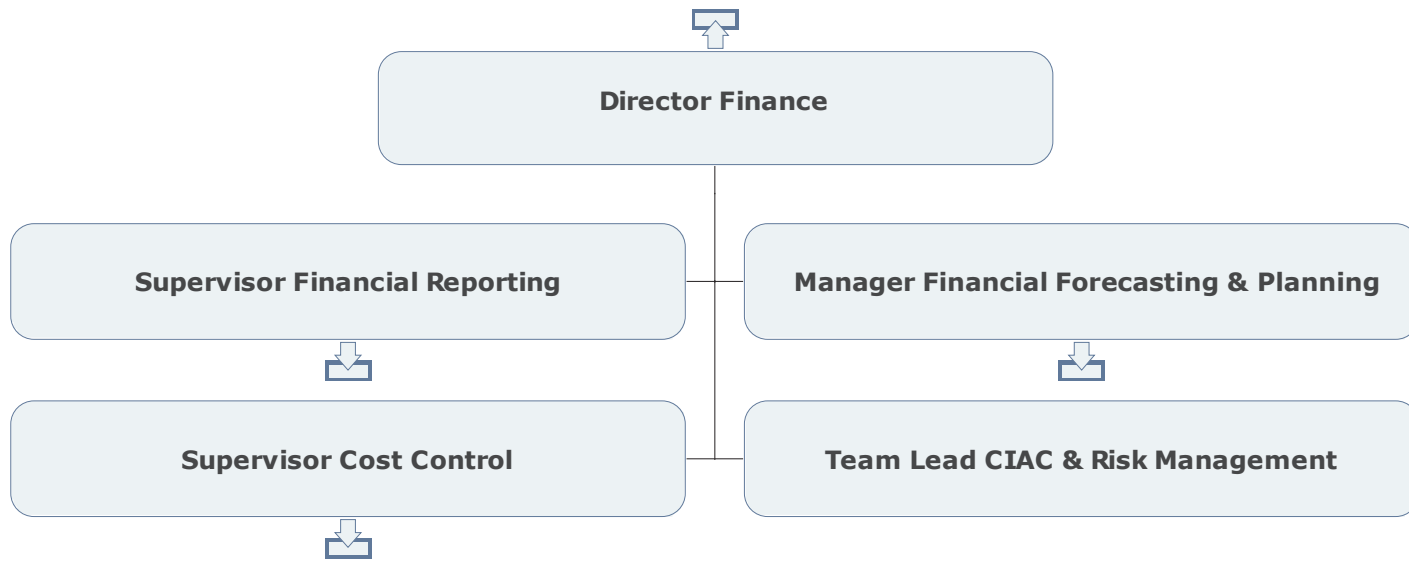 Director Finance
Supervisor Financial Reporting
Manager Financial Forecasting & Planning
Supervisor Cost Control
Team Lead CIAC & Risk Management